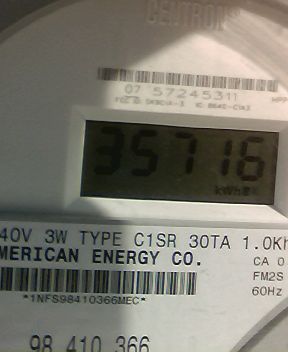 CENTRON
07 57245311
35716
kWh
40V 3W TYPE C1SR 30TA 1.0Kh
MERICAN ENERGY CO.
CA 0
FM2S
*1NFS98410366MEC*
60Hz
98 410 366